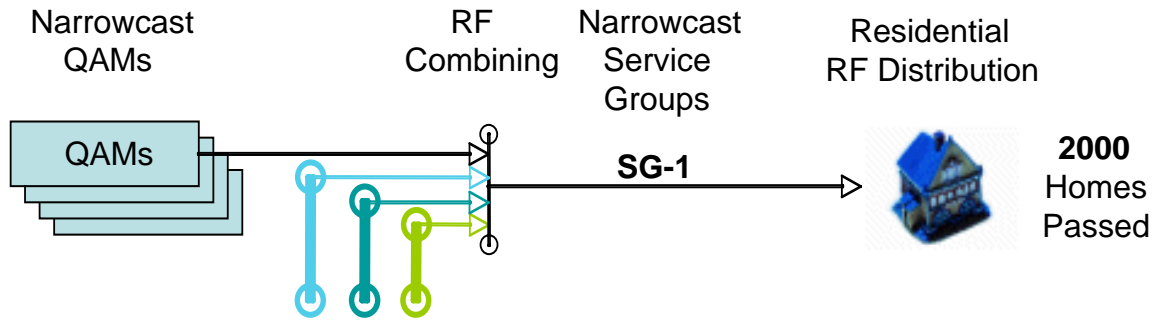 Narrowcast
QAMs
RF
Combining
Narrowcast
Service
Groups
Residential
RF Distribution
QAMs
SG-1
2000
Homes
Passed